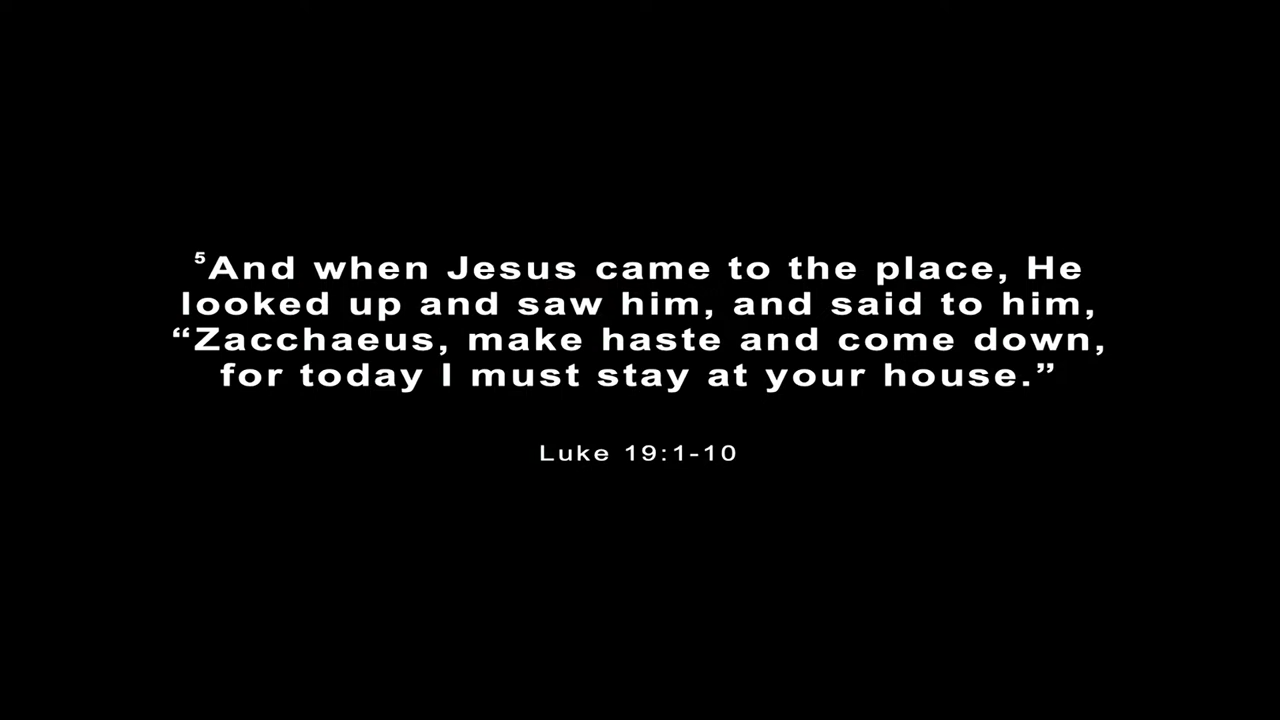 ⁵And when Jesus came to the place, He
looked up and saw him, and said to him,
“Zacchaeus, make haste and come down,
for today I must stay at your house.”
Luke 19:1-10